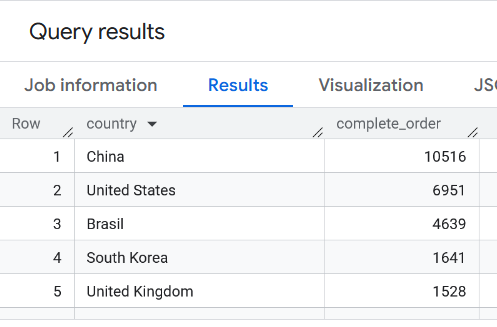 Query results
Job information Results Visualization JS
Row country complete_order
1 China 10516
2 United States 6951
3 Brasil 4639
4 South Korea 1641
5 United Kingdom 1528